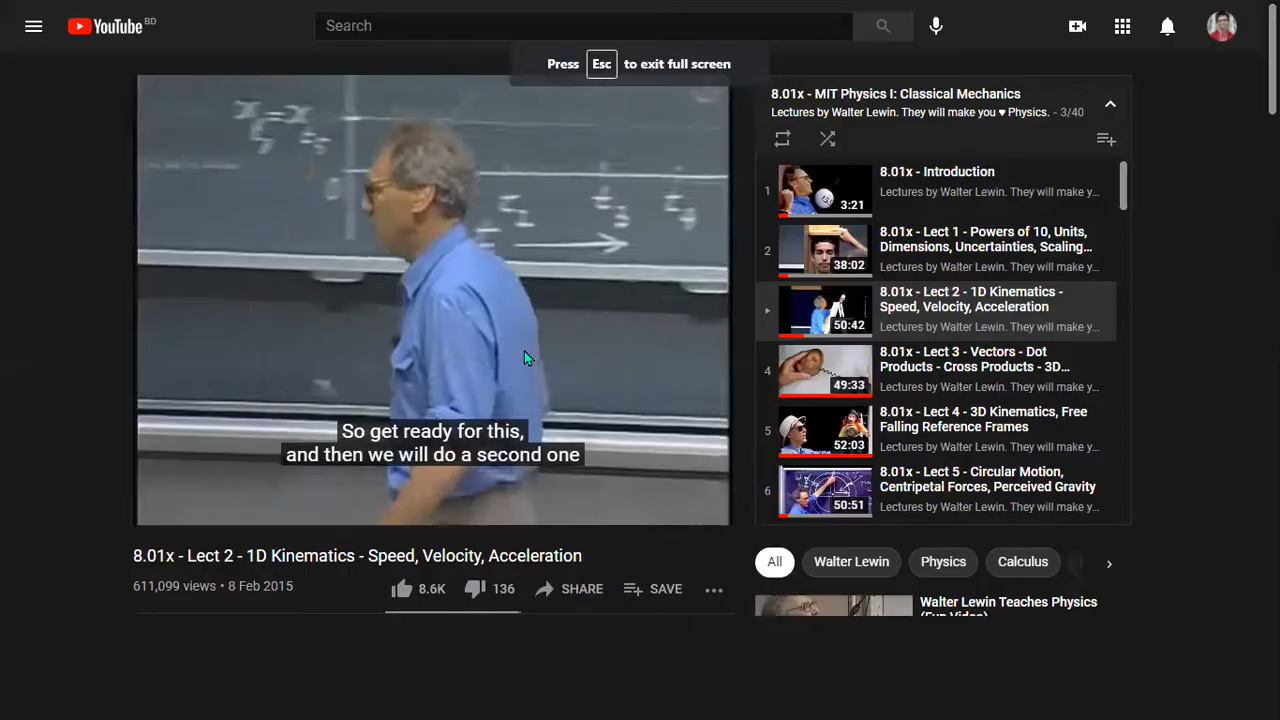 YouTube BD
Search
Press Esc to exit full screen
So get ready for this,
and then we will do a second one
8.01x - Lect 2 - 1D Kinematics - Speed, Velocity, Acceleration
611,099 views • 8 Feb 2015
8.6K
136
SHARE
SAVE
8.01x - MIT Physics I: Classical Mechanics
Lectures by Walter Lewin. They will make you ♥ Physics. - 3/40
1
3:21
8.01x - Introduction
Lectures by Walter Lewin. They will make y...
2
38:02
8.01x - Lect 1 - Powers of 10, Units,
Dimensions, Uncertainties, Scaling...
Lectures by Walter Lewin. They will make y...
50:42
8.01x - Lect 2 - 1D Kinematics -
Speed, Velocity, Acceleration
Lectures by Walter Lewin. They will make y...
4
49:33
8.01x - Lect 3 - Vectors - Dot
Products - Cross Products - 3D...
Lectures by Walter Lewin. They will make y...
5
52:03
8.01x - Lect 4 - 3D Kinematics, Free
Falling Reference Frames
Lectures by Walter Lewin. They will make y...
6
50:51
8.01x - Lect 5 - Circular Motion,
Centripetal Forces, Perceived Gravity
Lectures by Walter Lewin. They will make y...
All
Walter Lewin
Physics
Calculus
Walter Lewin Teaches Physics
(Fun Video)